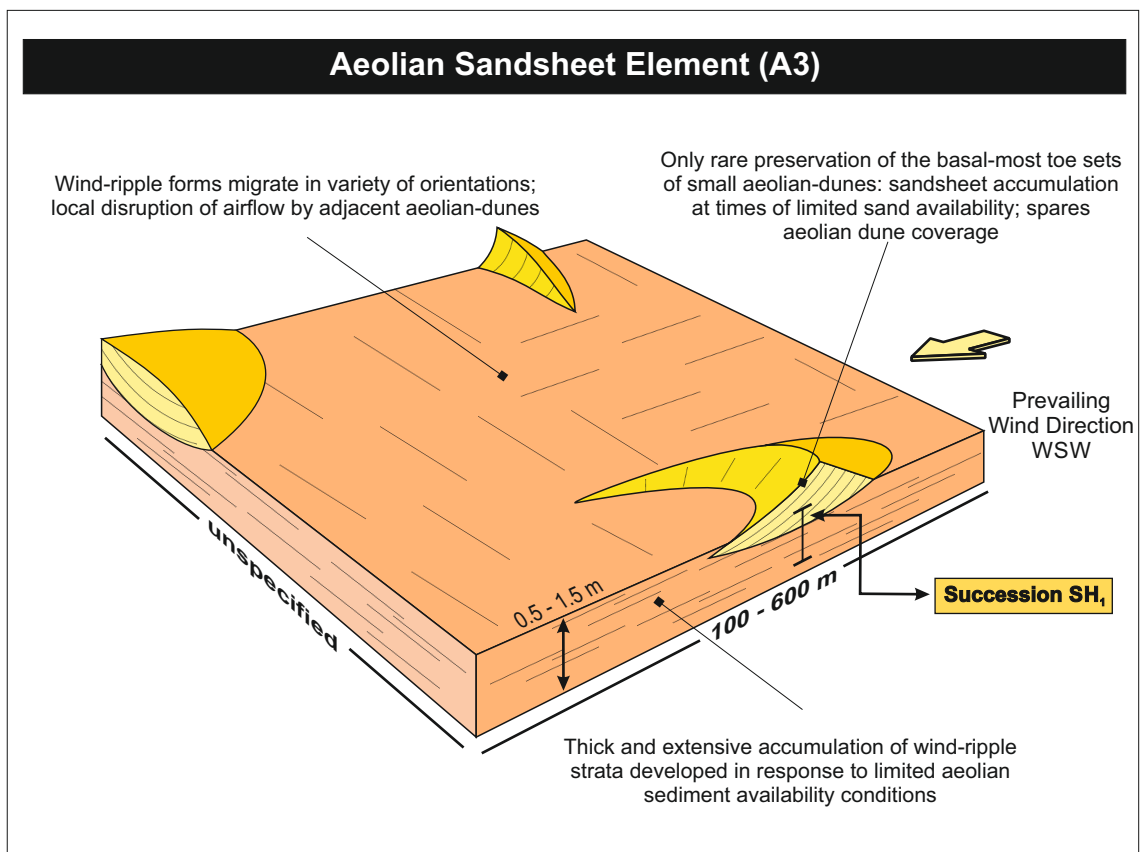 Aeolian Sandsheet Element (A3)
Wind-ripple forms migrate in variety of orientations;
local disruption of airflow by adjacent aeolian-dunes
Only rare preservation of the basal-most toe sets
of small aeolian-dunes: sandsheet accumulation
at times of limited sand availability; spares
aeolian dune coverage
Prevailing
Wind Direction
WSW
unspecified
0.5 - 1.5 m
100 - 600 m
Succession SH₁
Thick and extensive accumulation of wind-ripple
strata developed in response to limited aeolian
sediment availability conditions